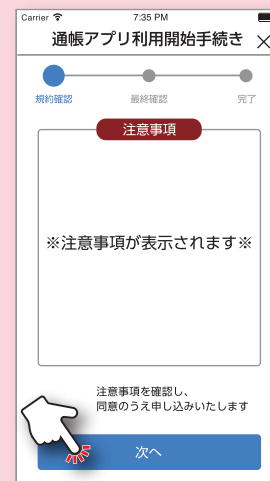 Carrier 7:35 PM
通帳アプリ利用開始手続き ×
規約確認 最終確認 完了
注意事項
※注意事項が表示されます※
注意事項を確認し、
同意のうえ申し込みいたします
次へ